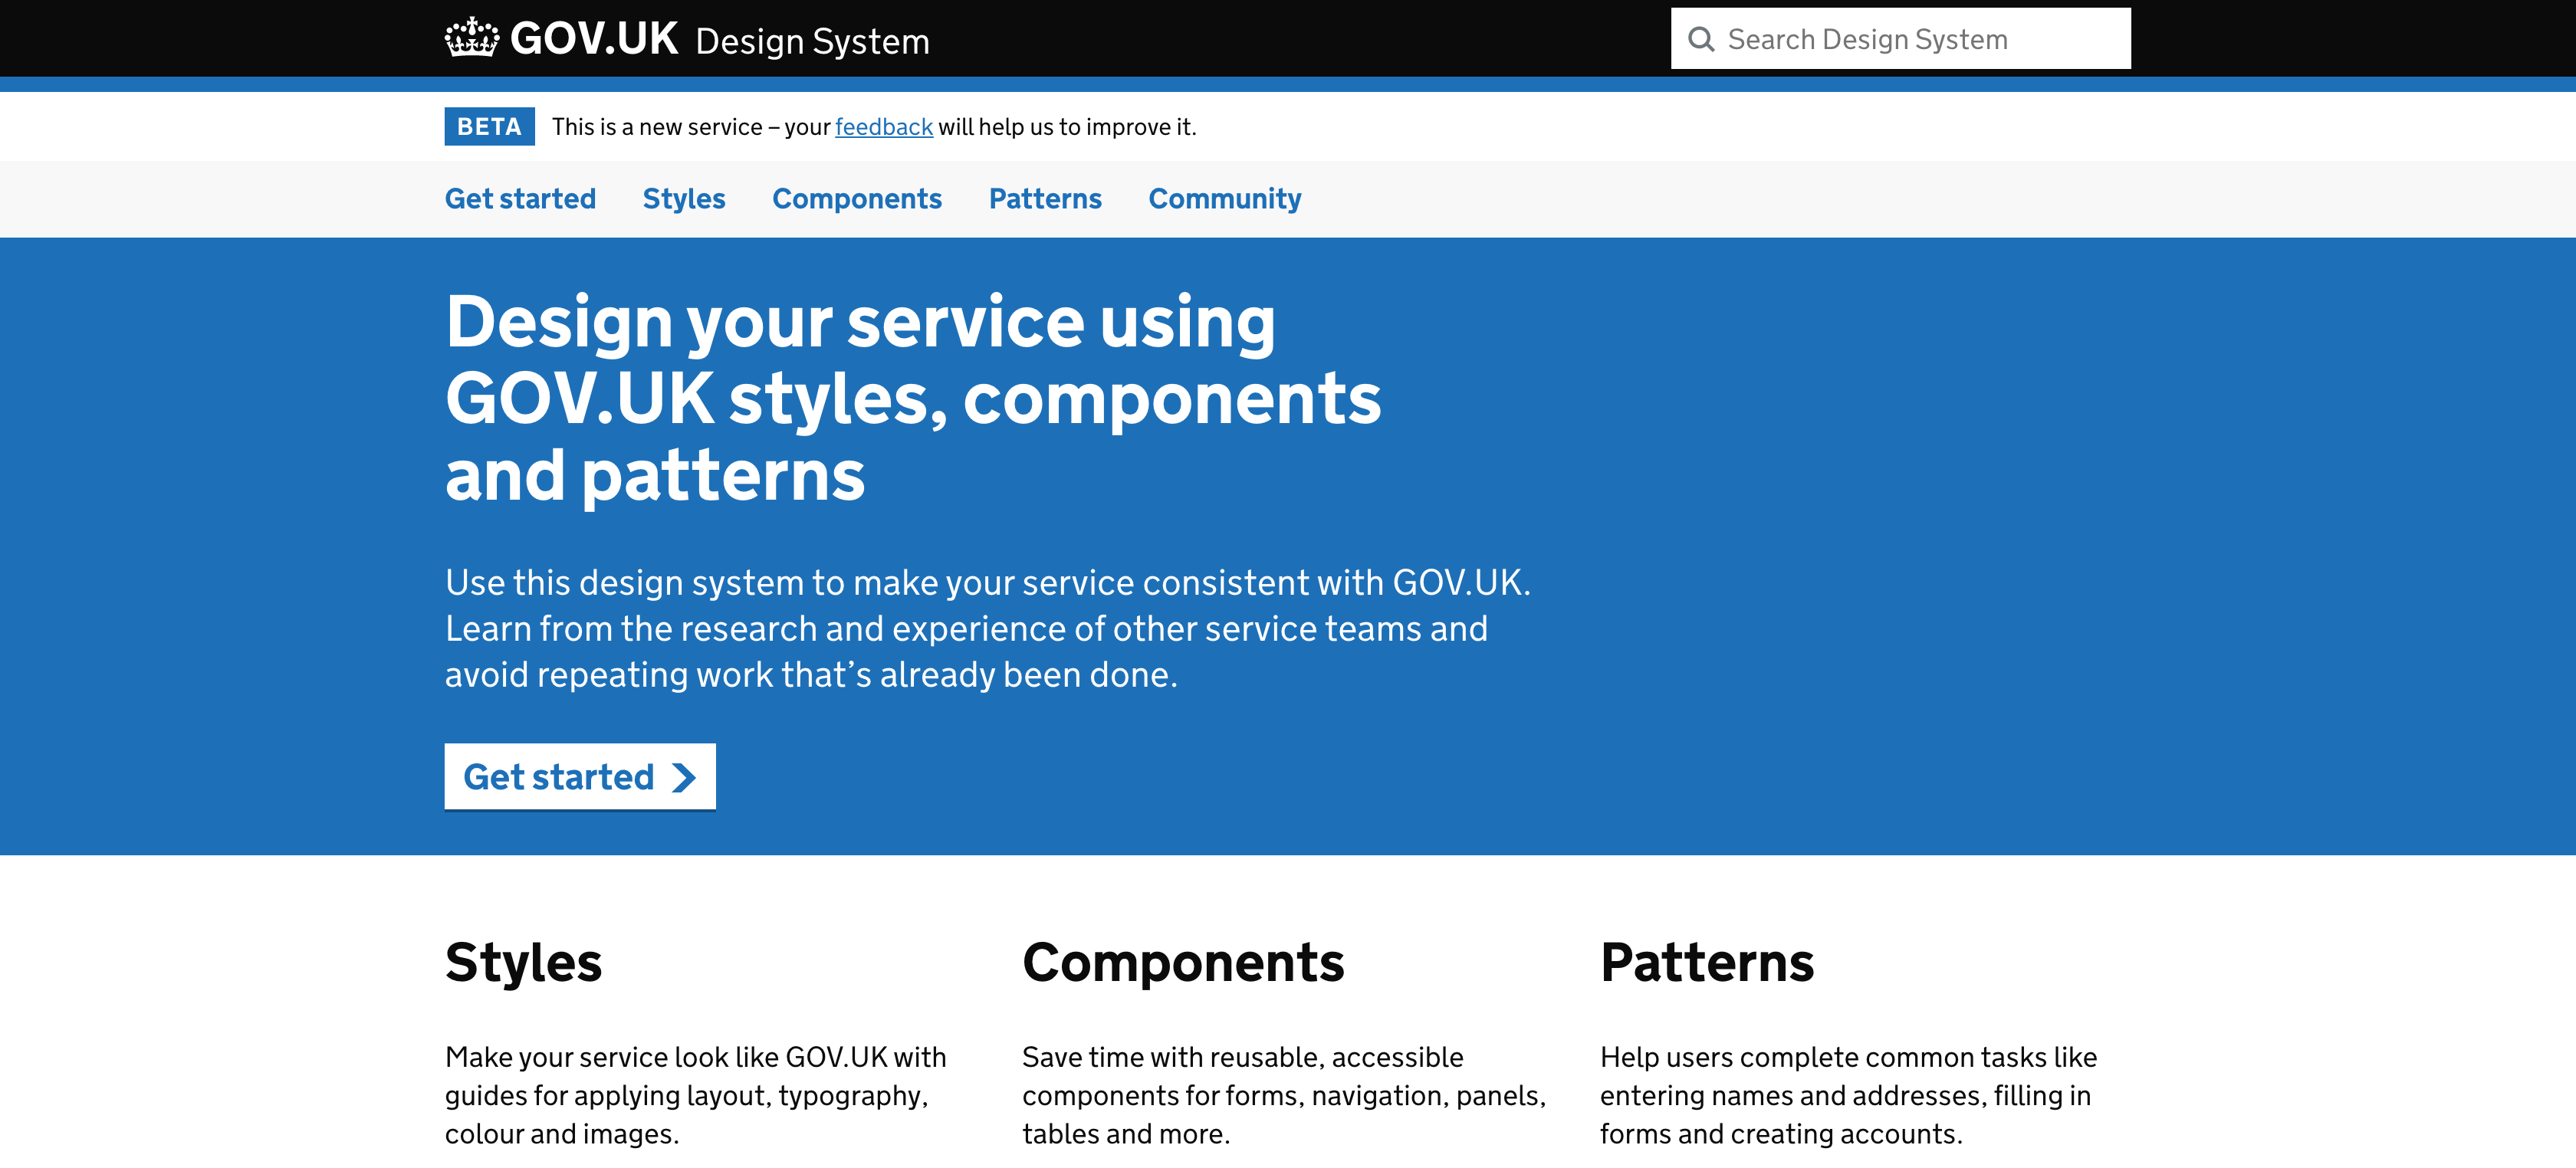 GOV.UK Design System
Search Design System
BETA This is a new service – your feedback will help us to improve it.
Get started Styles Components Patterns Community
Design your service using
GOV.UK styles, components
and patterns
Use this design system to make your service consistent with GOV.UK.
Learn from the research and experience of other service teams and
avoid repeating work that’s already been done.
Get started
Styles
Make your service look like GOV.UK with
guides for applying layout, typography,
colour and images.
Components
Save time with reusable, accessible
components for forms, navigation, panels,
tables and more.
Patterns
Help users complete common tasks like
entering names and addresses, filling in
forms and creating accounts.